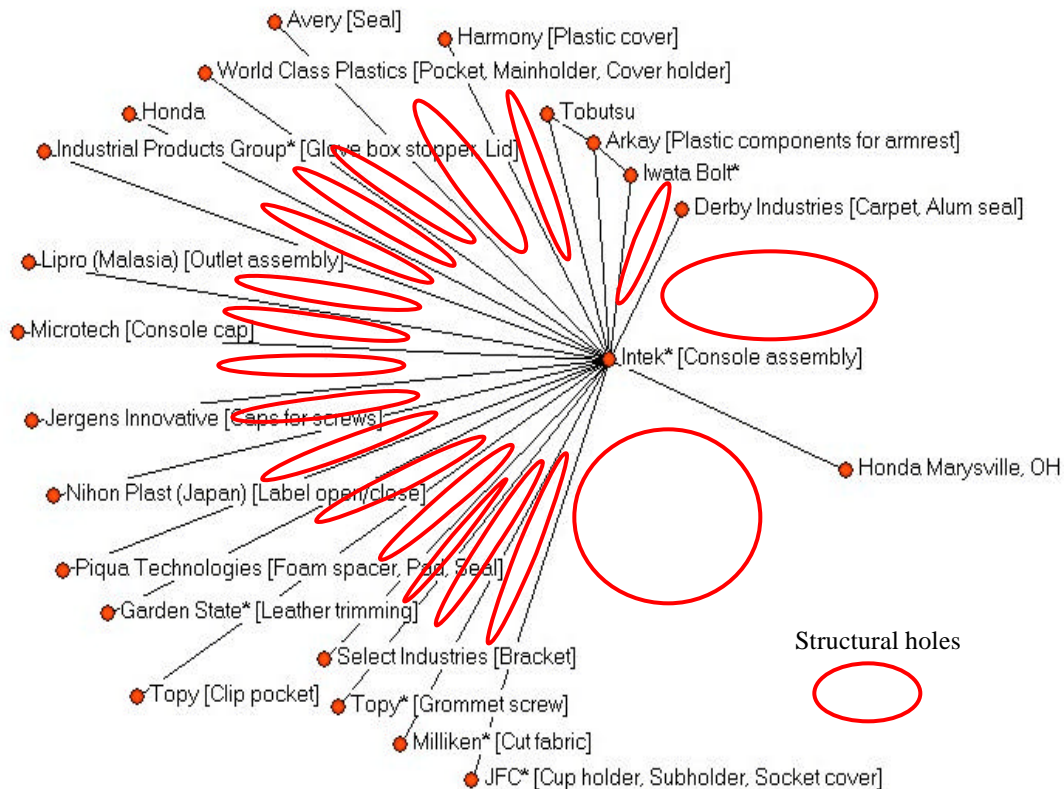 Avery [Seal]
Harmony [Plastic cover]
World Class Plastics [Pocket, Mainholder, Cover holder]
Honda
Tobutsu
Industrial Products Group* [Glove box stopper, Lid]
Arkay [Plastic components for armrest]
Iwata Bolt*
Derby Industries [Carpet, Alum seal]
Lipro (Malasia) [Outlet assembly]
Microtech [Console cap]
Intek* [Console assembly]
Jergens Innovative [Caps for screws]
Honda Marysville, OH
Nihon Plast (Japan) [Label open/close]
Piqua Technologies [Foam spacer, Pad, Seal]
Garden State* [Leather trimming]
Structural holes
Select Industries [Bracket]
Topy [Clip pocket]
Topy* [Grommet screw]
Milliken* [Cut fabric]
JFC* [Cup holder, Subholder, Socket cover]